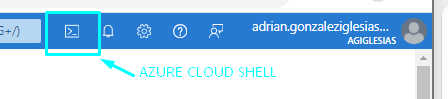 G+/)
adrian.gonzaleziglesias...
AGIGLESIAS
AZURE CLOUD SHELL